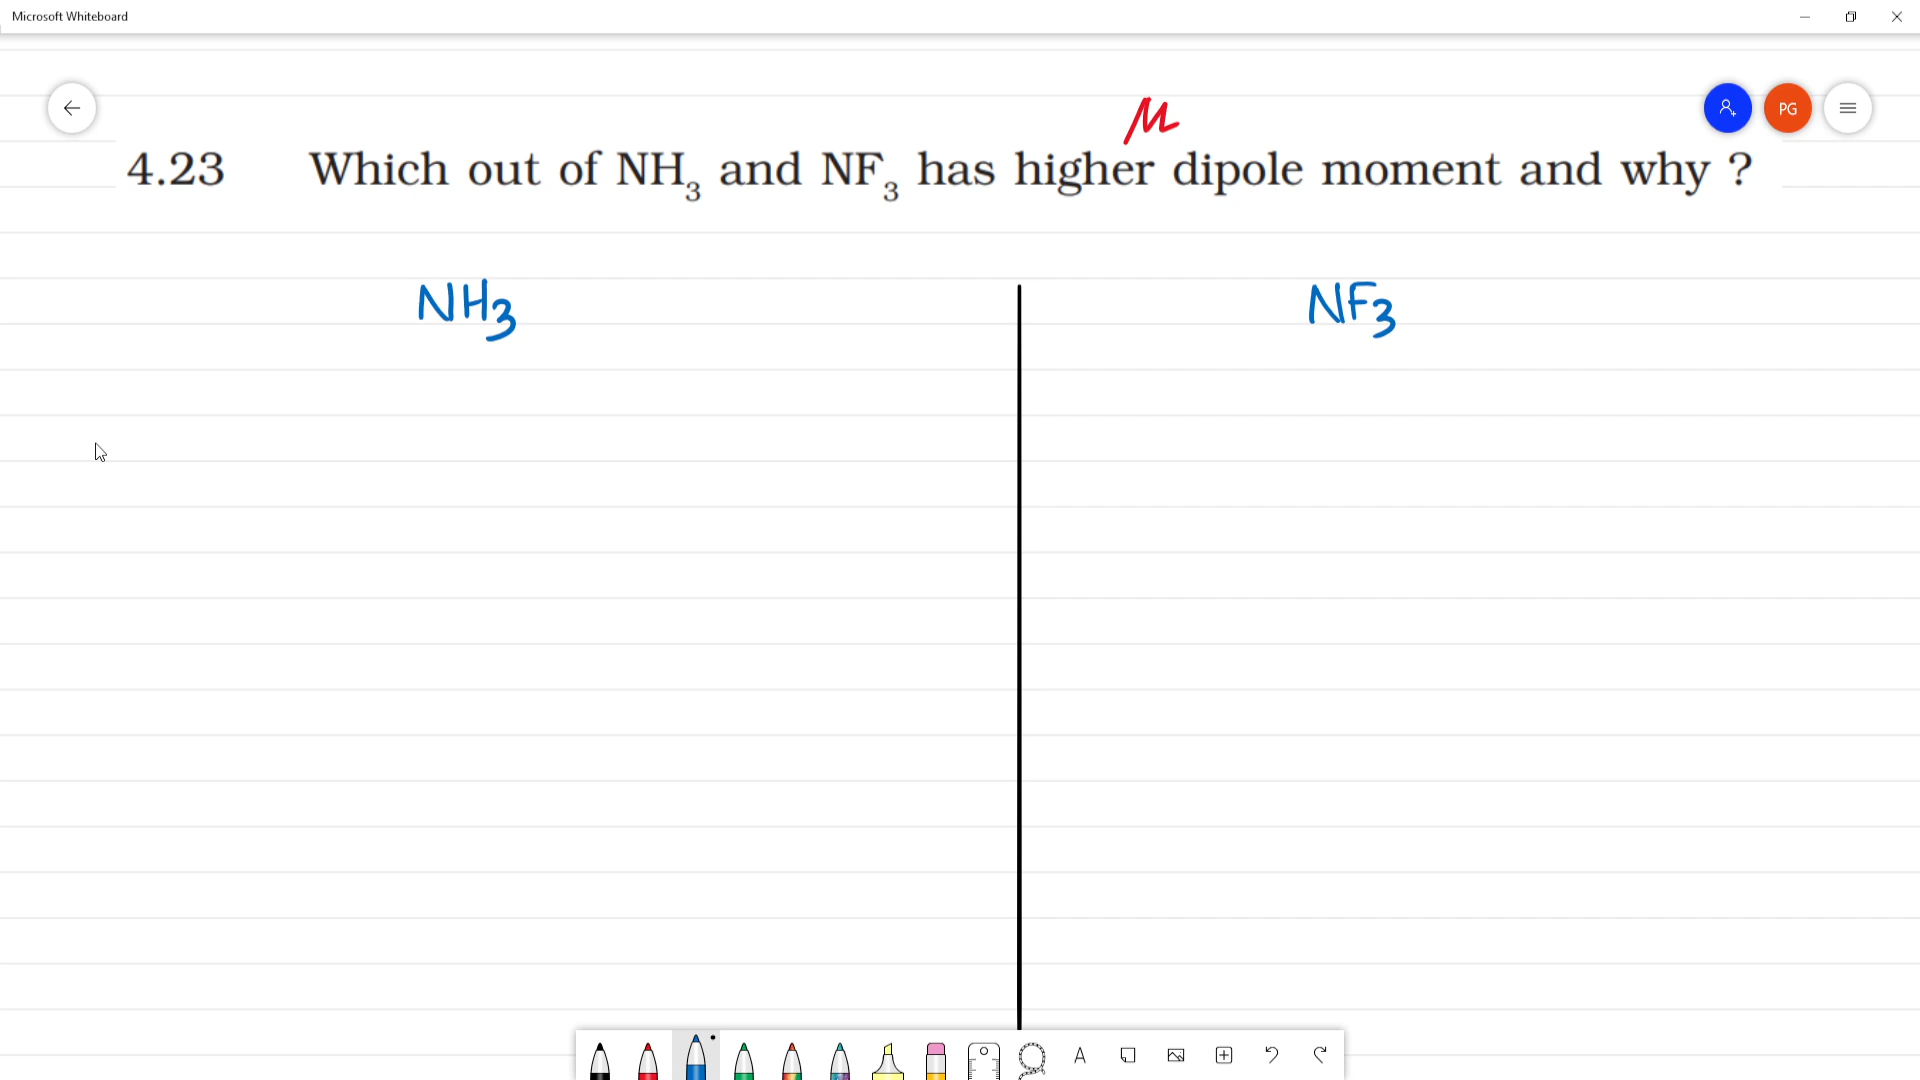 Microsoft Whiteboard
μ
PG
4.23 Which out of NH₃ and NF₃ has higher dipole moment and why ?
NH₃ NF₃
A